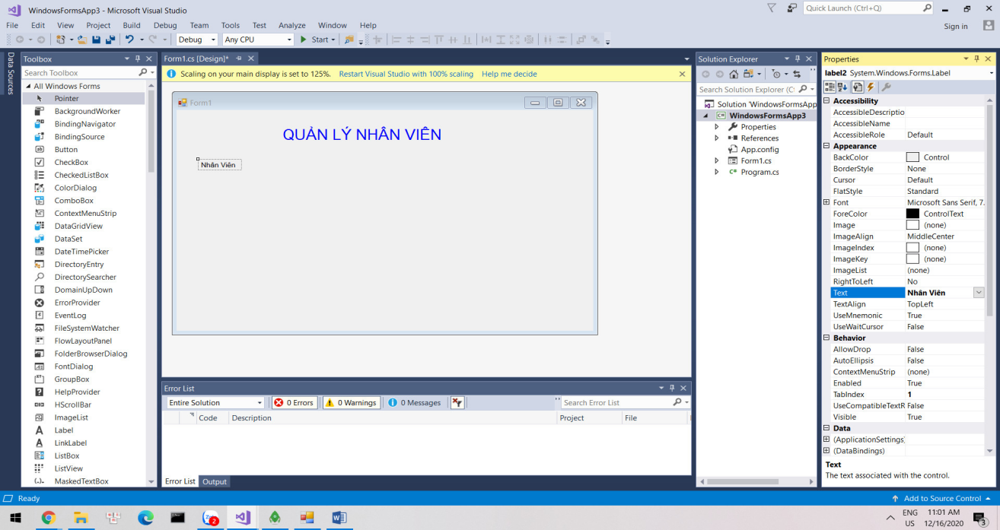 WindowsFormsApp3 - Microsoft Visual Studio
Quick Launch (Ctrl+Q)
File Edit View Project Build Debug Team Tools Test Analyze Window Help
Sign in
Debug Any CPU Start
Data Sources
Toolbox
Search Toolbox
All Windows Forms
Pointer
BackgroundWorker
BindingNavigator
BindingSource
Button
CheckBox
CheckedListBox
ColorDialog
ComboBox
ContextMenuStrip
DataGridView
DataSet
DateTimePicker
DirectoryEntry
DirectorySearcher
DomainUpDown
ErrorProvider
EventLog
FileSystemWatcher
FlowLayoutPanel
FolderBrowserDialog
FontDialog
GroupBox
HelpProvider
HScrollBar
ImageList
Label
LinkLabel
ListBox
ListView
MaskedTextBox
Form1.cs [Design]*
Scaling on your main display is set to 125%. Restart Visual Studio with 100% scaling Help me decide
Form1
QUẢN LÝ NHÂN VIÊN
Nhân Viên
Error List
Entire Solution 0 Errors 0 Warnings 0 Messages Search Error List
Code Description Project File
Error List Output
Solution Explorer
Search Solution Explorer (C
Solution 'WindowsFormsApp
WindowsFormsApp3
Properties
References
App.config
Form1.cs
Program.cs
Properties
label2 System.Windows.Forms.Label
Accessibility
AccessibleDescriptio
AccessibleName
AccessibleRole Default
Appearance
BackColor Control
BorderStyle None
Cursor Default
FlatStyle Standard
Font Microsoft Sans Serif, 7.
ForeColor ControlText
Image (none)
ImageAlign MiddleCenter
ImageIndex (none)
ImageKey (none)
ImageList (none)
RightToLeft No
Text Nhân Viên
TextAlign TopLeft
UseMnemonic True
UseWaitCursor False
Behavior
AllowDrop False
AutoEllipsis False
ContextMenuStrip (none)
Enabled True
TabIndex 1
UseCompatibleTextR False
Visible True
Data
(ApplicationSettings)
(DataBindings)
Text
The text associated with the control.
Ready
Add to Source Control
2
ENG
US
11:01 AM
12/16/2020
3